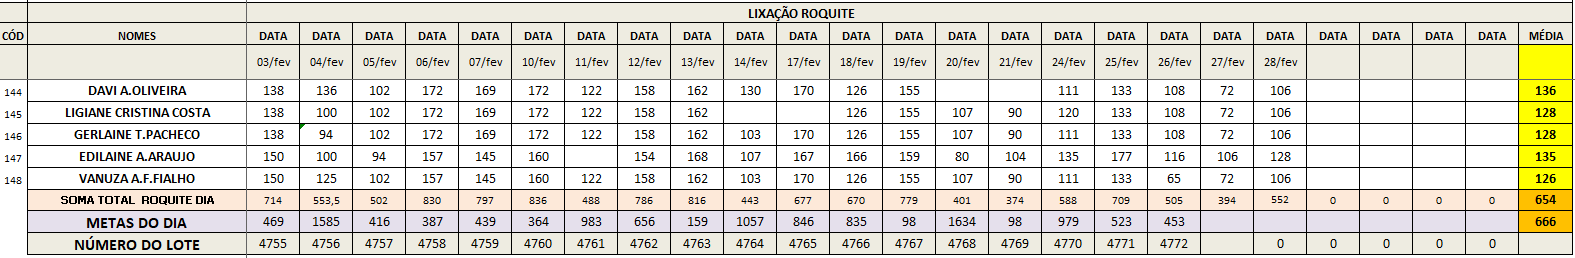 LIXAÇÃO ROQUITE
CÓD NOMES DATA DATA DATA DATA DATA DATA DATA DATA DATA DATA DATA DATA DATA DATA DATA DATA DATA DATA DATA DATA DATA DATA DATA DATA MÉDIA
03/fev 04/fev 05/fev 06/fev 07/fev 10/fev 11/fev 12/fev 13/fev 14/fev 17/fev 18/fev 19/fev 20/fev 21/fev 24/fev 25/fev 26/fev 27/fev 28/fev
144 DAVI A.OLIVEIRA 138 136 102 172 169 172 170 122 158 162 130 170 126 155 111 133 108 72 106 136
145 LIGIANE CRISTINA COSTA 138 100 102 172 169 172 122 158 162 126 155 107 90 120 133 108 72 106 128
146 GERLAINE T.PACHECO 138 94 102 172 169 172 122 158 162 103 170 126 155 107 90 111 133 108 72 106 128
147 EDILAINE A.ARAUJO 150 100 94 157 145 160 154 168 107 167 166 159 80 104 135 177 116 106 128 135
148 VANUZA A.F.FIALHO 150 125 102 157 145 160 122 158 162 103 170 126 155 107 90 111 133 65 72 106 126
SOMA TOTAL ROQUITE DIA 714 553,5 502 830 797 836 488 786 816 443 677 670 779 401 374 588 709 505 394 552 0 0 0 0 654
METAS DO DIA 469 1585 416 387 439 364 983 656 159 1057 846 835 98 1634 98 979 523 453 666
NÚMERO DO LOTE 4755 4756 4757 4758 4759 4760 4761 4762 4763 4764 4765 4766 4767 4768 4769 4770 4771 4772 0 0 0 0 0